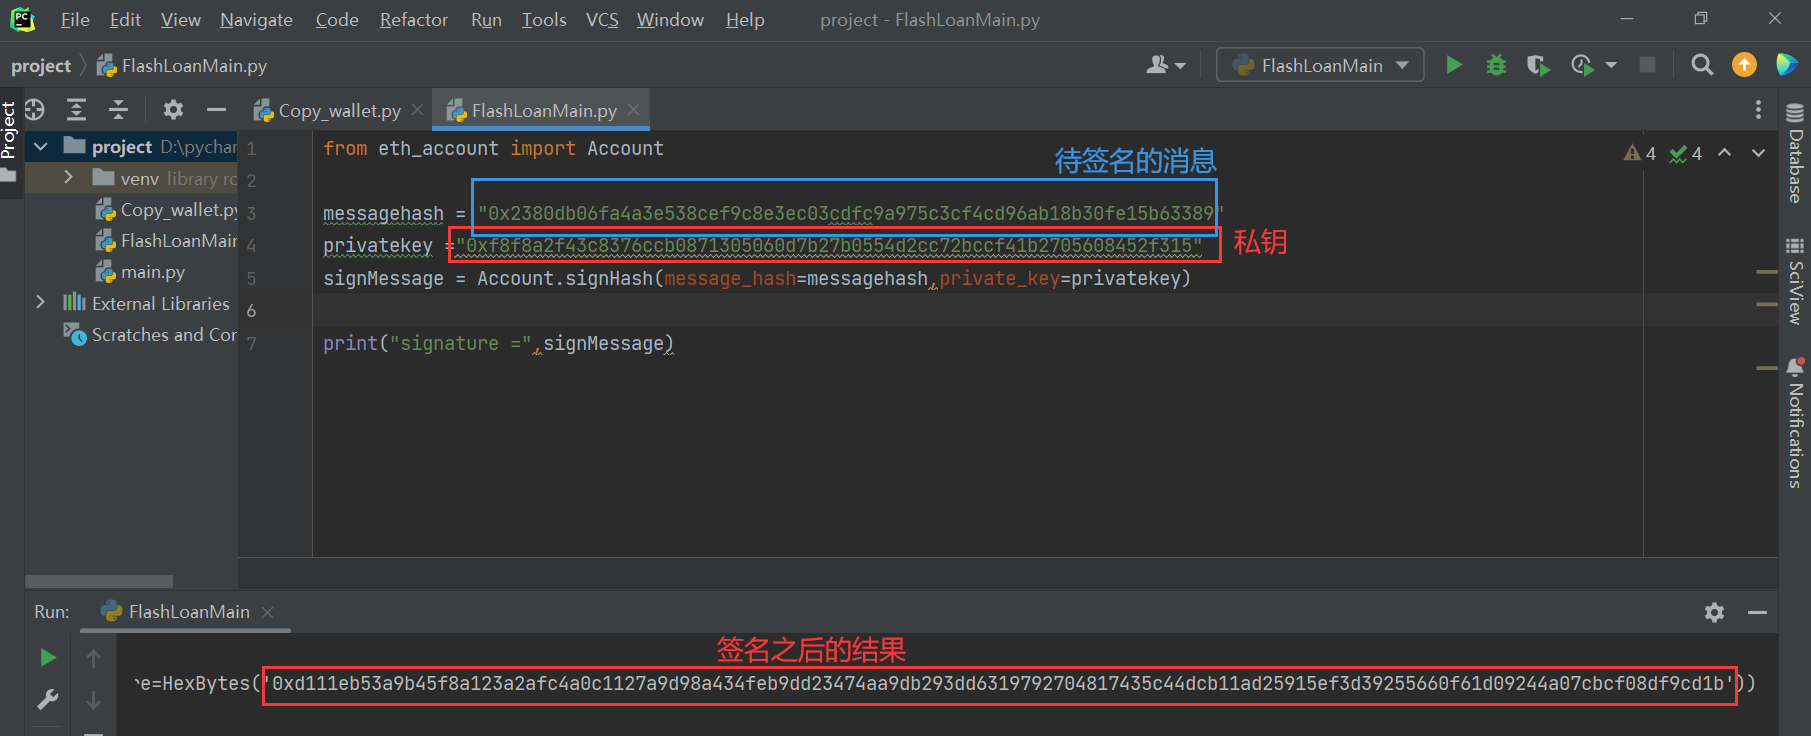 PC File Edit View Navigate Code Refactor Run Tools VCS Window Help project - FlashLoanMain.py
project FlashLoanMain.py FlashLoanMain
Copy_wallet.py FlashLoanMain.py
Project
project D:\pychar
venv library ro
Copy_wallet.py
FlashLoanMain
main.py
External Libraries
Scratches and Cor
1 from eth_account import Account
待签名的消息
4 4
2
3 messagehash = "0x2380db06fa4a3e538cef9c8e3ec03cdfc9a975c3cf4cd96ab18b30fe15b63389"
4 privatekey ="0xf8f8a2f43c8376ccb0871305060d7b27b0554d2cc72bccf41b2705608452f315"
私钥
5 signMessage = Account.signHash(message_hash=messagehash,private_key=privatekey)
6
7 print("signature =",signMessage)
Database
SciView
Notifications
Run: FlashLoanMain
签名之后的结果
re=HexBytes('0xd111eb53a9b45f8a123a2afc4a0c1127a9d98a434feb9dd23474aa9db293dd6319792704817435c44dcb11ad25915ef3d39255660f61d09244a07cbcf08df9cd1b'))